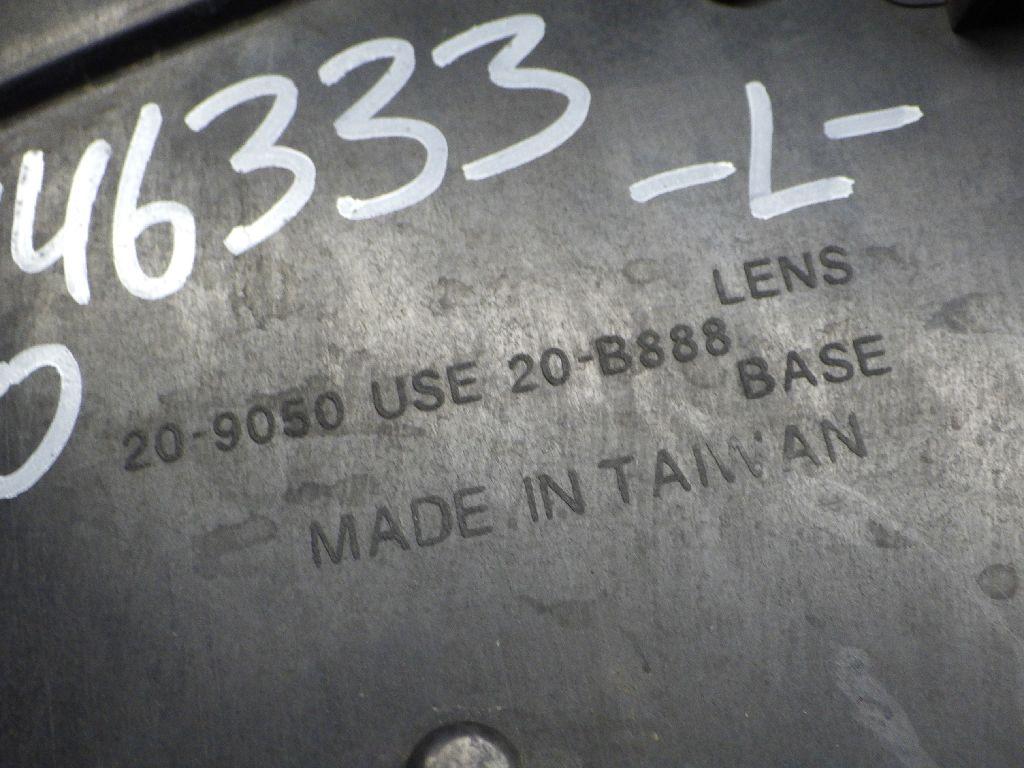 46333 -L-
LENS
20-9050 USE 20-B888
BASE
MADE IN TAIWAN